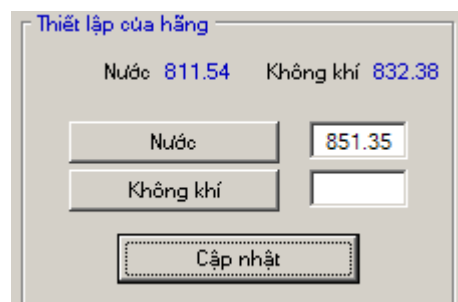 Thiết lập của hãng
Nước 811.54 Không khí 832.38
Nước 851.35
Không khí
Cập nhật